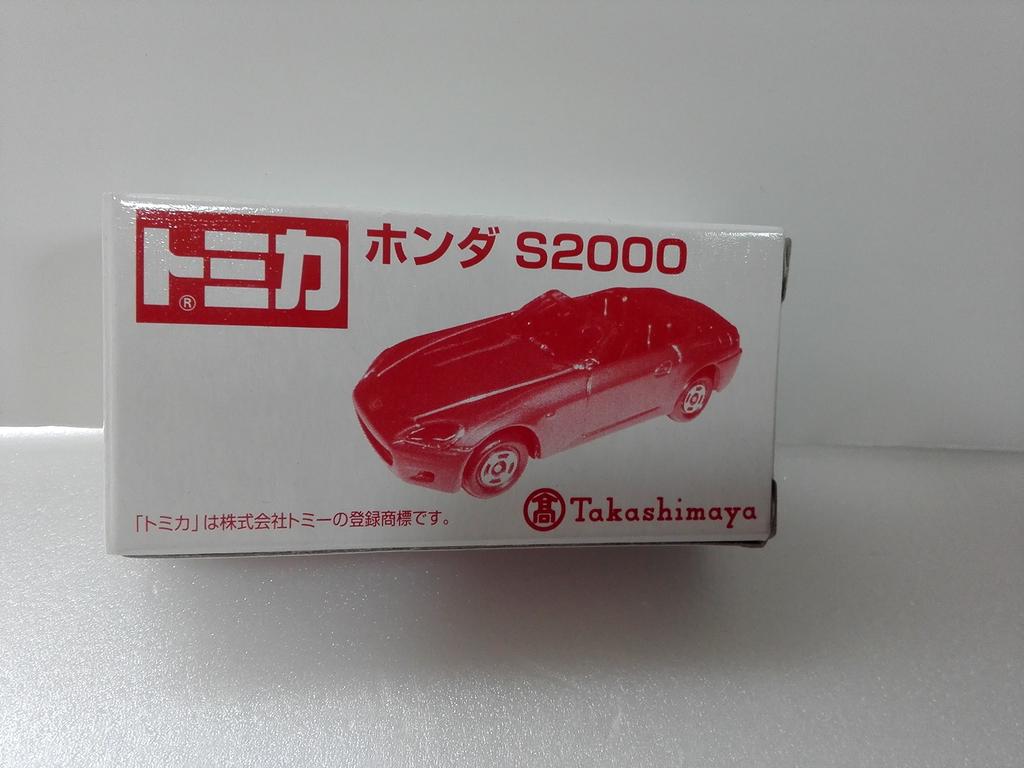 トミカ®
ホンダ S2000
「トミカ」は株式会社トミーの登録商標です。
髙 Takashimaya